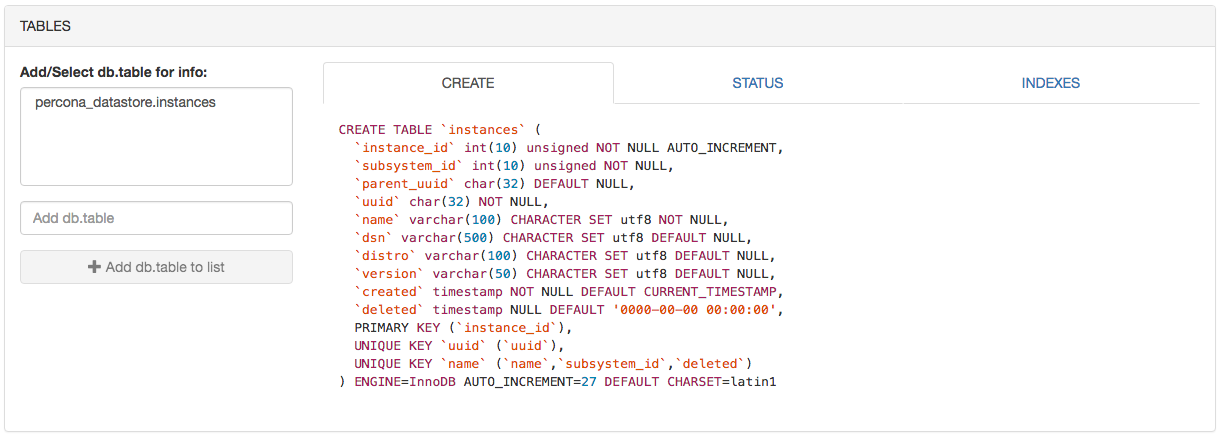 TABLES
Add/Select db.table for info:
percona_datastore.instances
Add db.table
Add db.table to list
CREATE
STATUS
INDEXES
CREATE TABLE `instances` (
  `instance_id` int(10) unsigned NOT NULL AUTO_INCREMENT,
  `subsystem_id` int(10) unsigned NOT NULL,
  `parent_uuid` char(32) DEFAULT NULL,
  `uuid` char(32) NOT NULL,
  `name` varchar(100) CHARACTER SET utf8 NOT NULL,
  `dsn` varchar(500) CHARACTER SET utf8 DEFAULT NULL,
  `distro` varchar(100) CHARACTER SET utf8 DEFAULT NULL,
  `version` varchar(50) CHARACTER SET utf8 DEFAULT NULL,
  `created` timestamp NOT NULL DEFAULT CURRENT_TIMESTAMP,
  `deleted` timestamp NULL DEFAULT '0000-00-00 00:00:00',
  PRIMARY KEY (`instance_id`),
  UNIQUE KEY `uuid` (`uuid`),
  UNIQUE KEY `name` (`name`,`subsystem_id`,`deleted`)
) ENGINE=InnoDB AUTO_INCREMENT=27 DEFAULT CHARSET=latin1